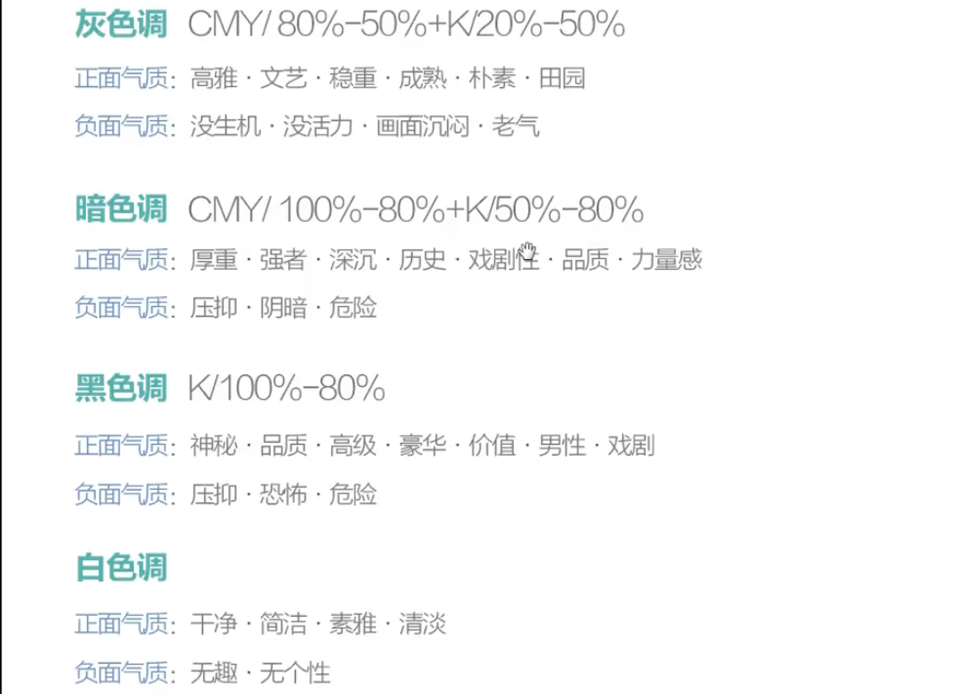 灰色调 CMY/ 80%-50%+K/20%-50%
正面气质：高雅·文艺·稳重·成熟·朴素·田园
负面气质：没生机·没活力·画面沉闷·老气
暗色调 CMY/ 100%-80%+K/50%-80%
正面气质：厚重·强者·深沉·历史·戏剧性·品质·力量感
负面气质：压抑·阴暗·危险
黑色调 K/100%-80%
正面气质：神秘·品质·高级·豪华·价值·男性·戏剧
负面气质：压抑·恐怖·危险
白色调
正面气质：干净·简洁·素雅·清淡
负面气质：无趣·无个性